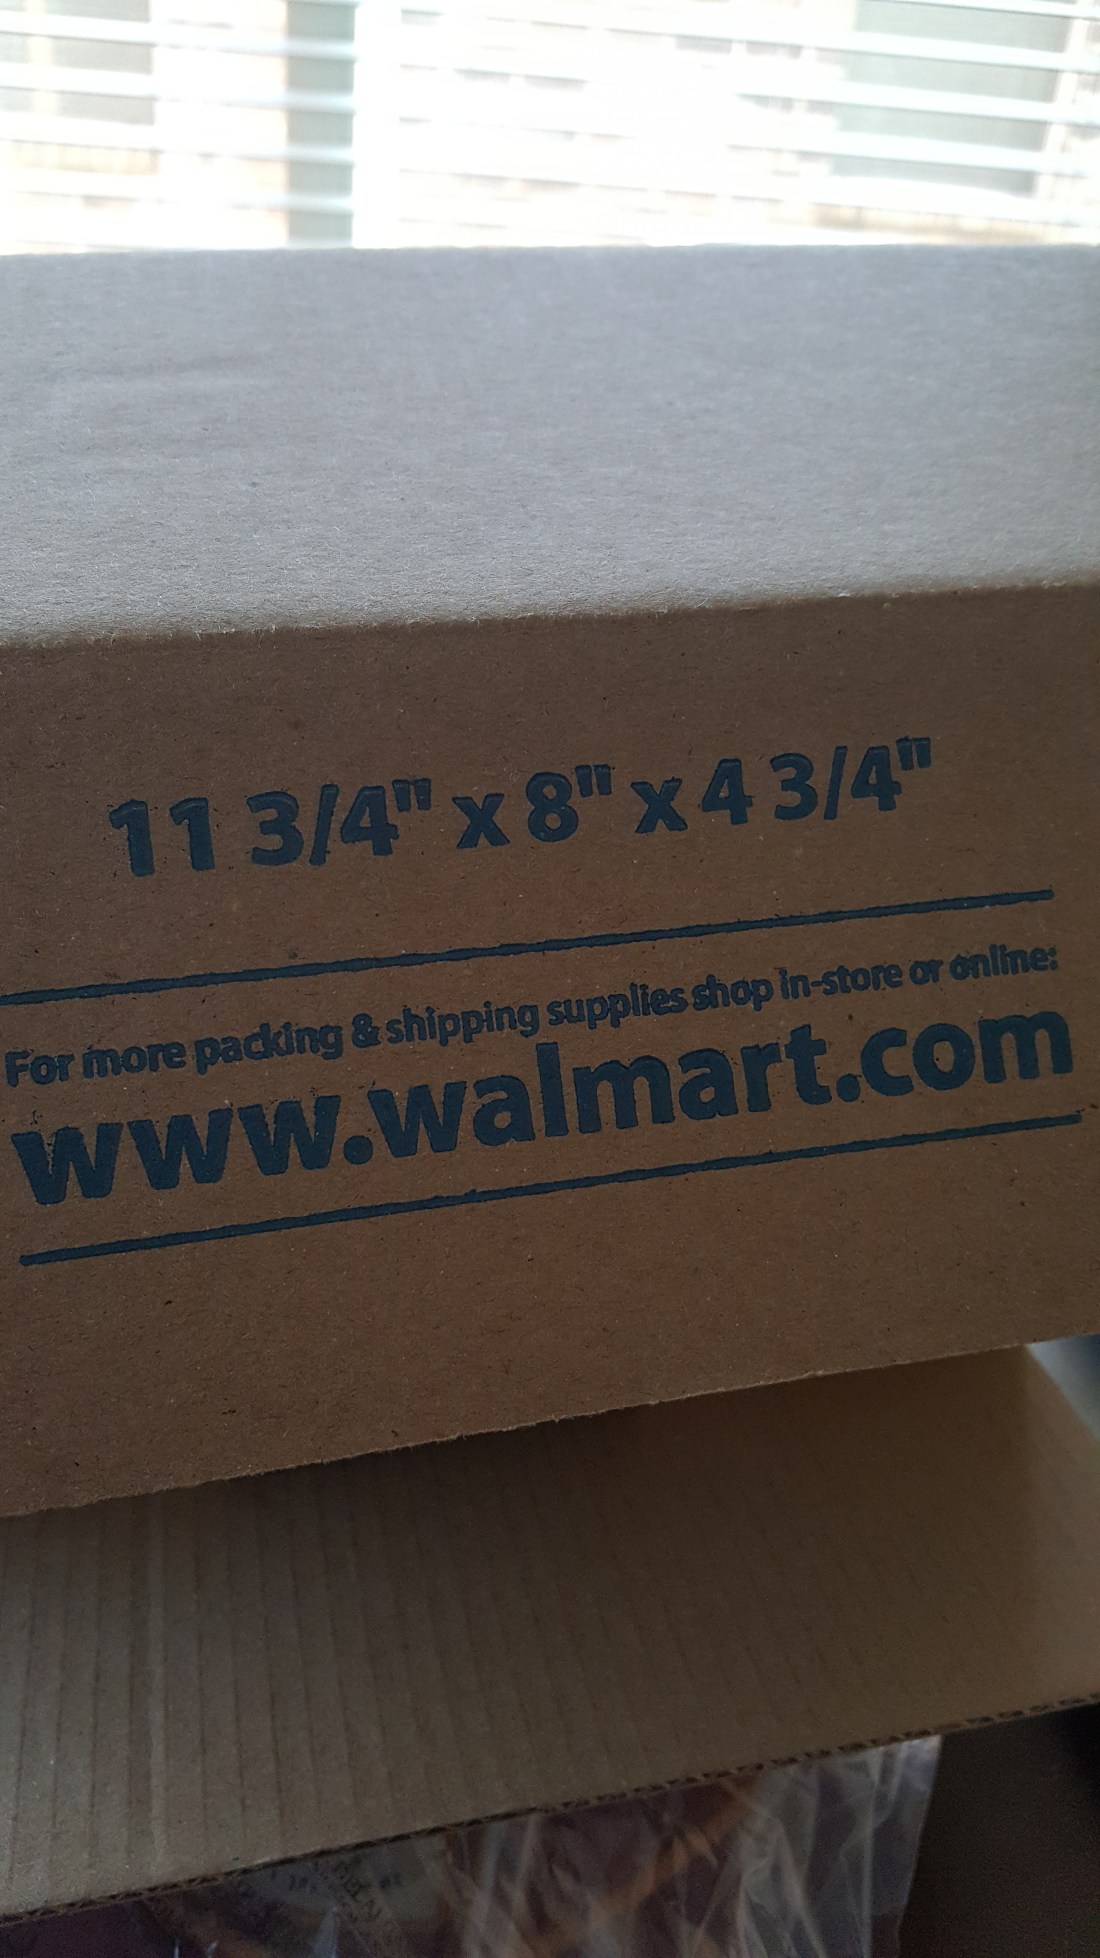 11 3/4" x 8" x 4 3/4"
For more packing & shipping supplies shop in-store or online:
www.walmart.com